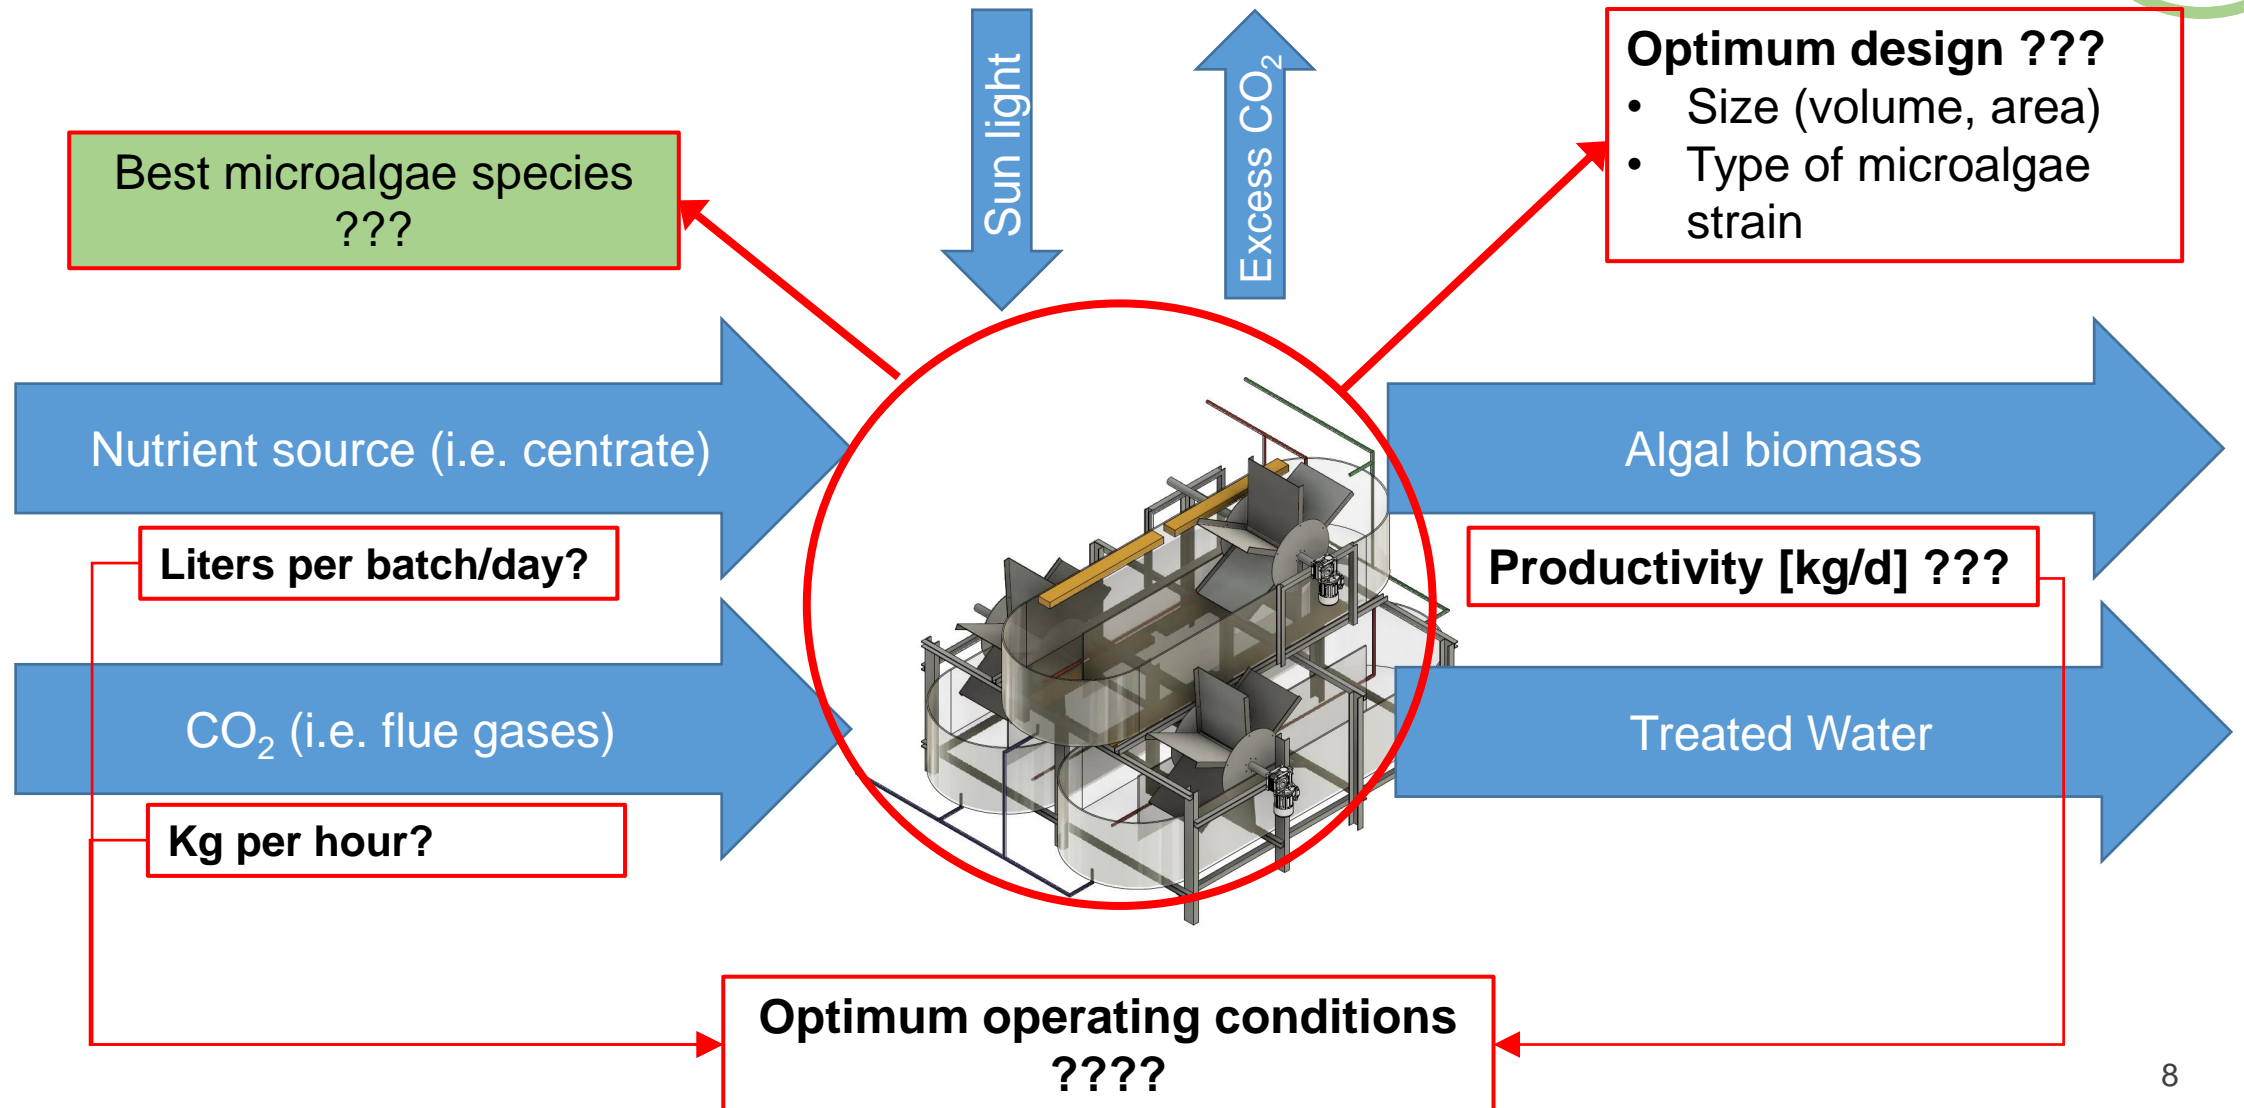 Sun light
Excess CO₂
Optimum design ???
• Size (volume, area)
• Type of microalgae
strain
Best microalgae species
???
Nutrient source (i.e. centrate)
Algal biomass
Liters per batch/day?
Productivity [kg/d] ???
CO₂ (i.e. flue gases)
Treated Water
Kg per hour?
Optimum operating conditions
????
8